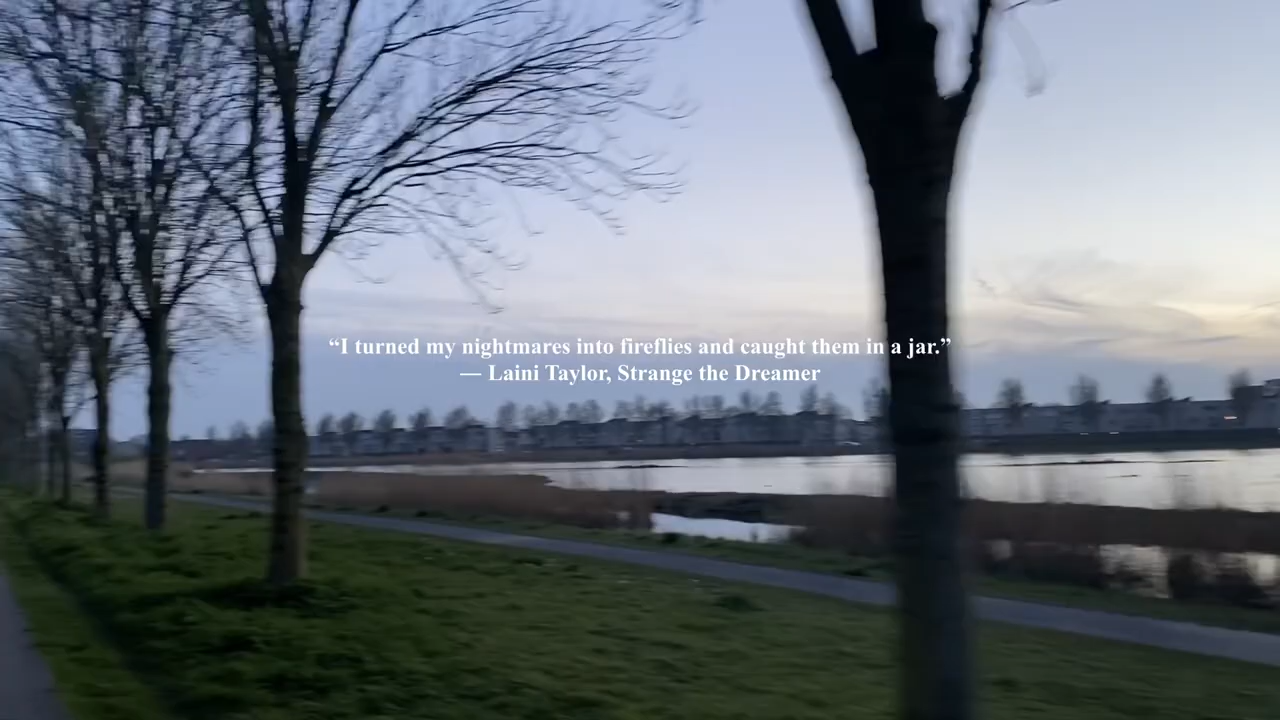 “I turned my nightmares into fireflies and caught them in a jar.”
— Laini Taylor, Strange the Dreamer